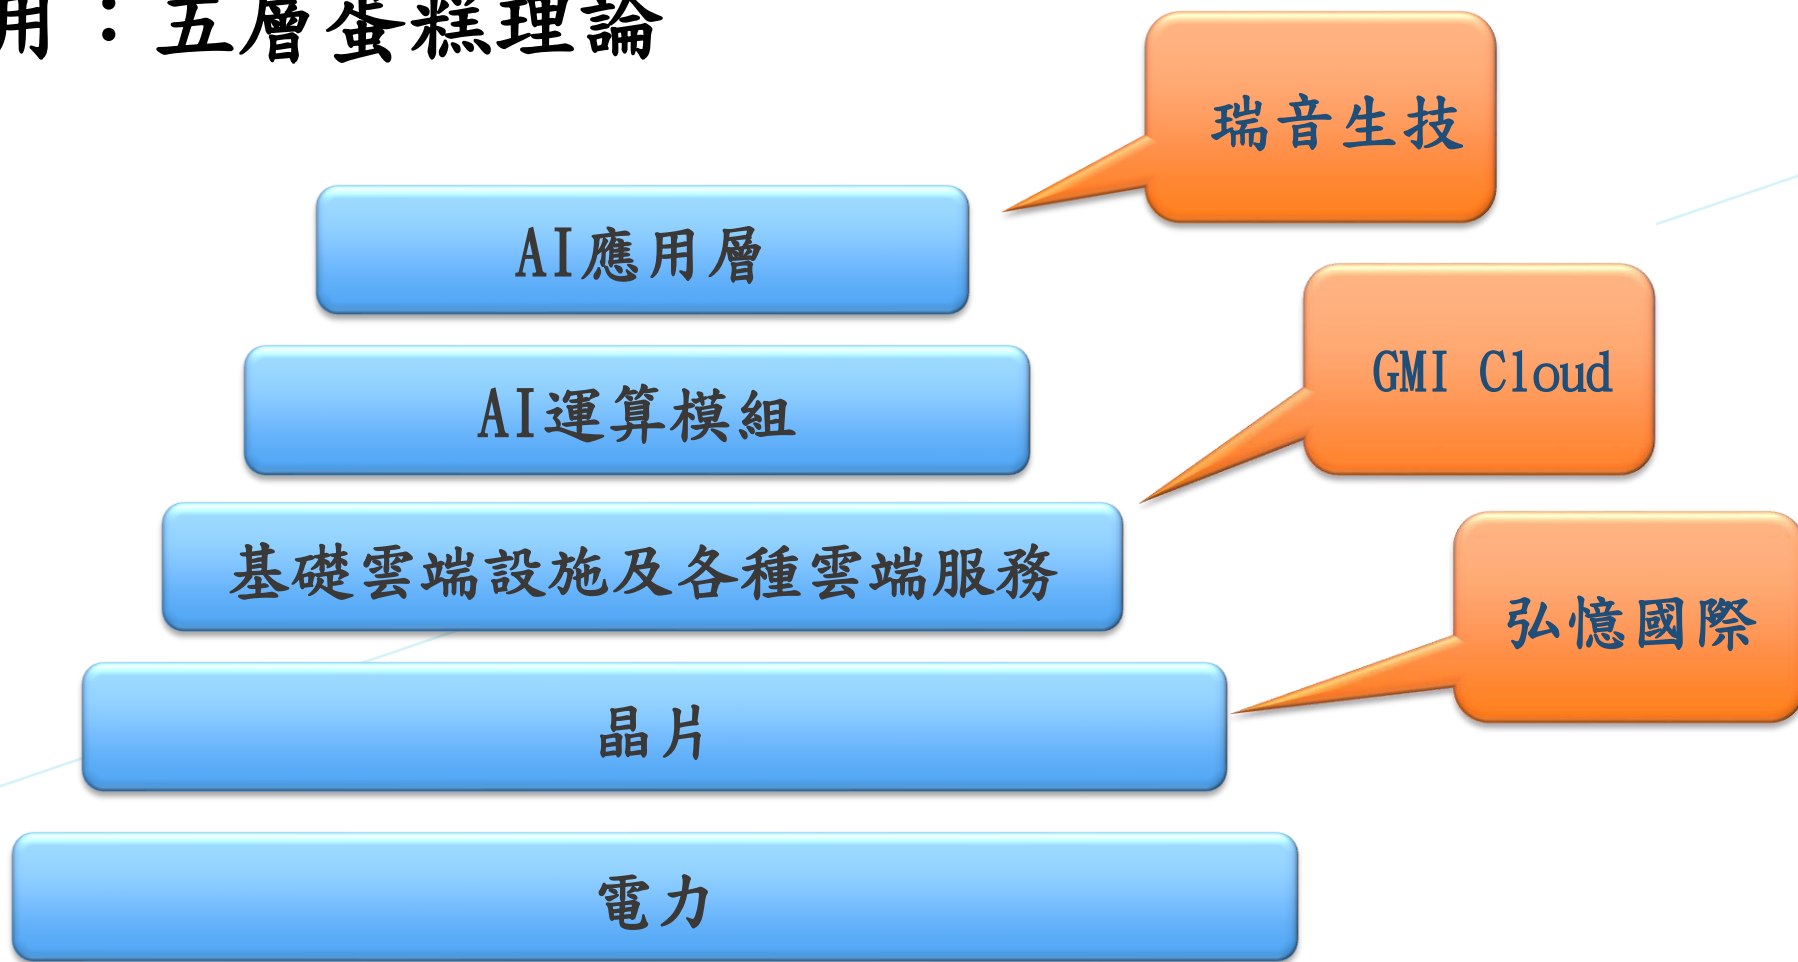 用：五層蛋糕理論
瑞音生技
AI應用層
GMI Cloud
AI運算模組
基礎雲端設施及各種雲端服務
弘憶國際
晶片
電力